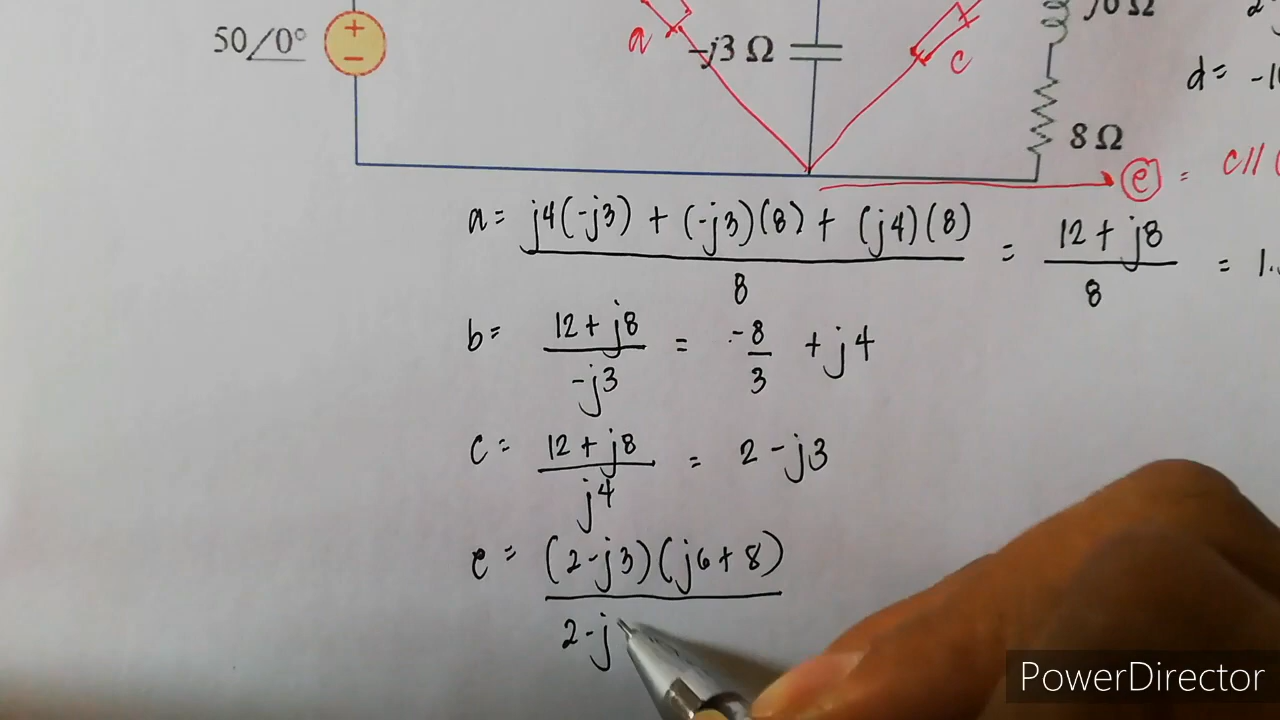 j6 Ω
50/0°
+
−
a
-j3 Ω
c
d = -1
8 Ω
e = c//(
a = j4(-j3) + (-j3)(8) + (j4)(8) / 8 = 12 + j8 / 8 = 1.
b = 12 + j8 / -j3 = -8/3 + j4
c = 12 + j8 / j4 = 2 - j3
e = (2-j3)(j6+8) / 2-j
PowerDirector